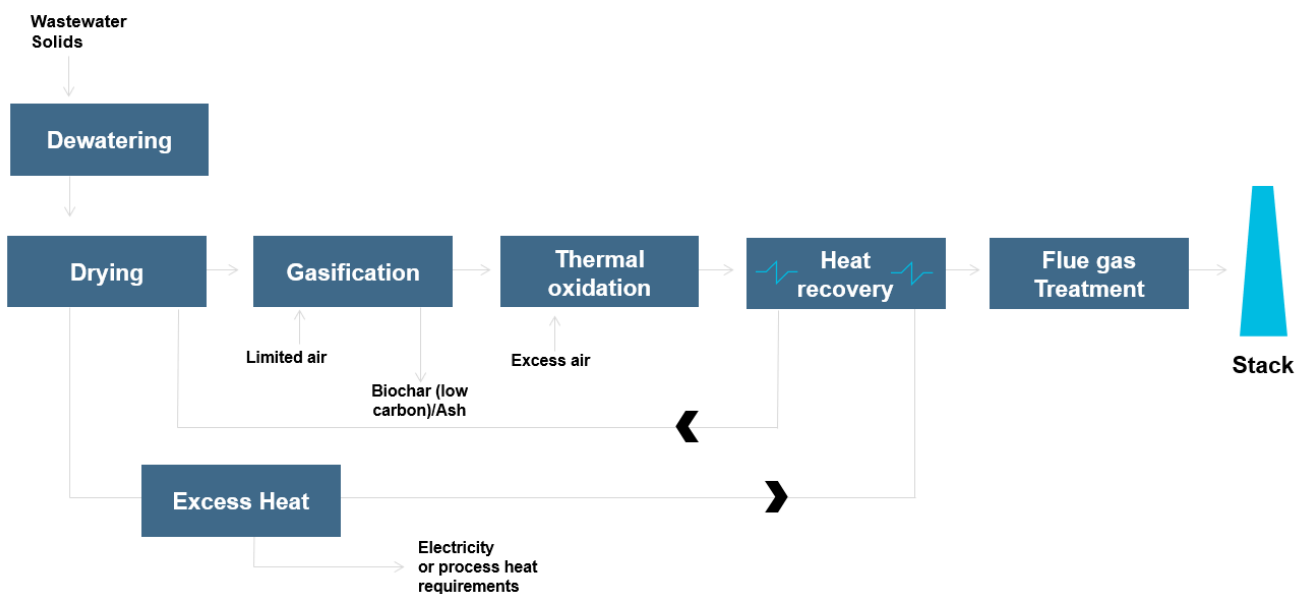 Wastewater
Solids
Dewatering
Drying
Gasification
Thermal
oxidation
Heat
recovery
Flue gas
Treatment
Stack
Limited air
Excess air
Biochar (low
carbon)/Ash
Excess Heat
Electricity
or process heat
requirements